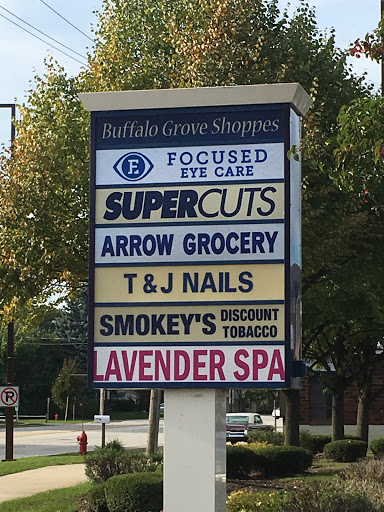 Buffalo Grove Shoppes
E
FOCUSED
EYE CARE
SUPERCUTS
ARROW GROCERY
T & J NAILS
SMOKEY'S DISCOUNT
TOBACCO
LAVENDER SPA
P